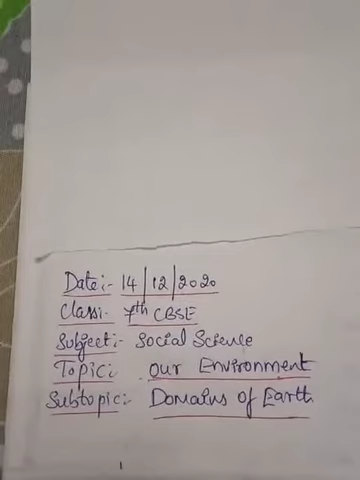 Date:- 14/12/2020
Class:- 7th CBSE
Subject:- Social Science
Topic:- Our Environment
Subtopic:- Domains of Earth